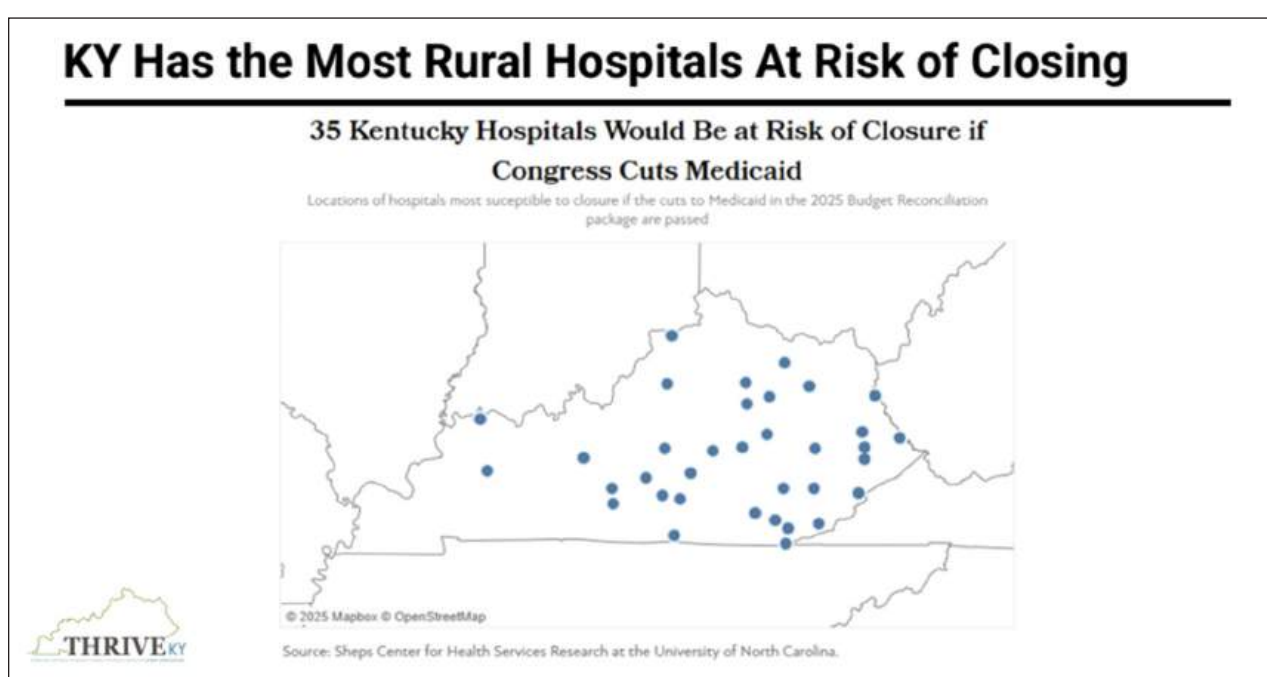 KY Has the Most Rural Hospitals At Risk of Closing
35 Kentucky Hospitals Would Be at Risk of Closure if
Congress Cuts Medicaid
Locations of hospitals most suceptible to closure if the cuts to Medicaid in the 2025 Budget Reconciliation
package are passed
© 2025 Mapbox © OpenStreetMap
THRIVE KY
Source: Sheps Center for Health Services Research at the University of North Carolina.